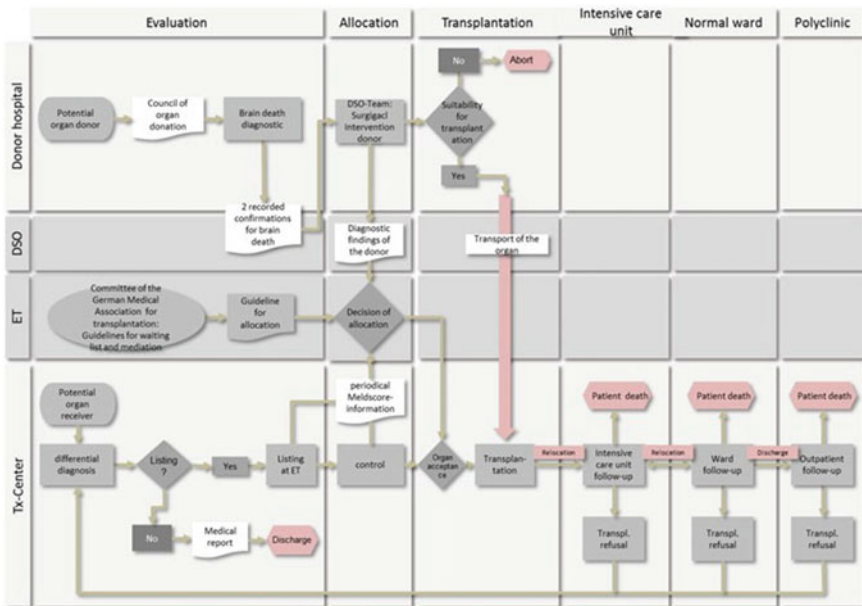 Evaluation
Allocation
Transplantation
Intensive care
unit
Normal ward
Polyclinic
Donor hospital
Potential
organ donor
Council of
organ
donation
Brain death
diagnostic
2 recorded
confirmations
for brain
death
DSO-Team:
Surgigacl
Intervention
donor
No
Abort
Suitability
for
transplant
ation
Yes
DSO
Diagnostic
findings of
the donor
Transport of the
organ
ET
Committee of the
German Medical
Association for
transplantation:
Guidelines for waiting
list and mediation
Guideline
for
allocation
Decision of
allocation
Tx-Center
Potential
organ
receiver
periodical
Meldscore-
information
Patient death
Patient death
Patient death
differential
diagnosis
Listing
?
Yes
Listing
at ET
control
Organ
acceptan
ce
Transplan-
tation
Relocation
Intensive
care unit
follow-up
Relocation
Ward
follow-up
Discharge
Outpatient
follow-up
No
Medical
report
Discharge
Transpl.
refusal
Transpl.
refusal
Transpl.
refusal